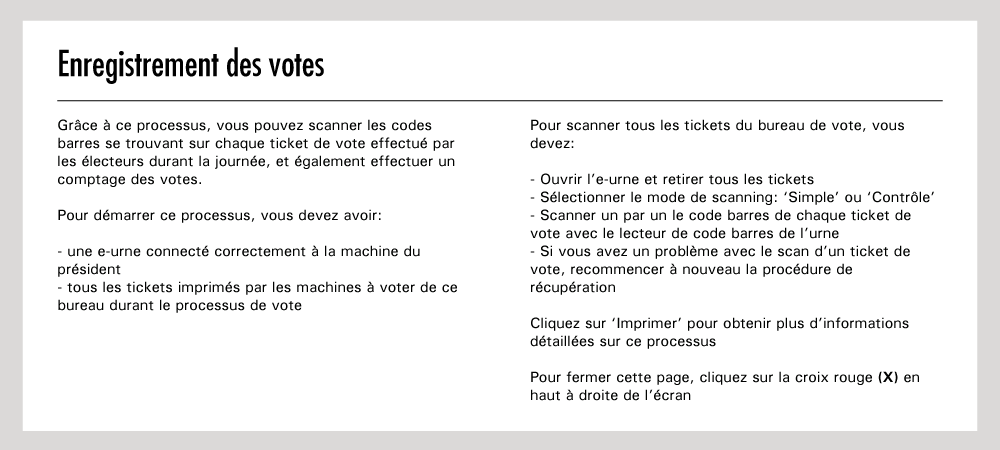 Enregistrement des votes
Grâce à ce processus, vous pouvez scanner les codes
barres se trouvant sur chaque ticket de vote effectué par
les électeurs durant la journée, et également effectuer un
comptage des votes.
Pour démarrer ce processus, vous devez avoir:
- une e-urne connecté correctement à la machine du
président
- tous les tickets imprimés par les machines à voter de ce
bureau durant le processus de vote
Pour scanner tous les tickets du bureau de vote, vous
devez:
- Ouvrir l’e-urne et retirer tous les tickets
- Sélectionner le mode de scanning: ‘Simple’ ou ‘Contrôle’
- Scanner un par un le code barres de chaque ticket de
vote avec le lecteur de code barres de l’urne
- Si vous avez un problème avec le scan d’un ticket de
vote, recommencer à nouveau la procédure de
récupération
Cliquez sur ‘Imprimer’ pour obtenir plus d’informations
détaillées sur ce processus
Pour fermer cette page, cliquez sur la croix rouge (X) en
haut à droite de l’écran